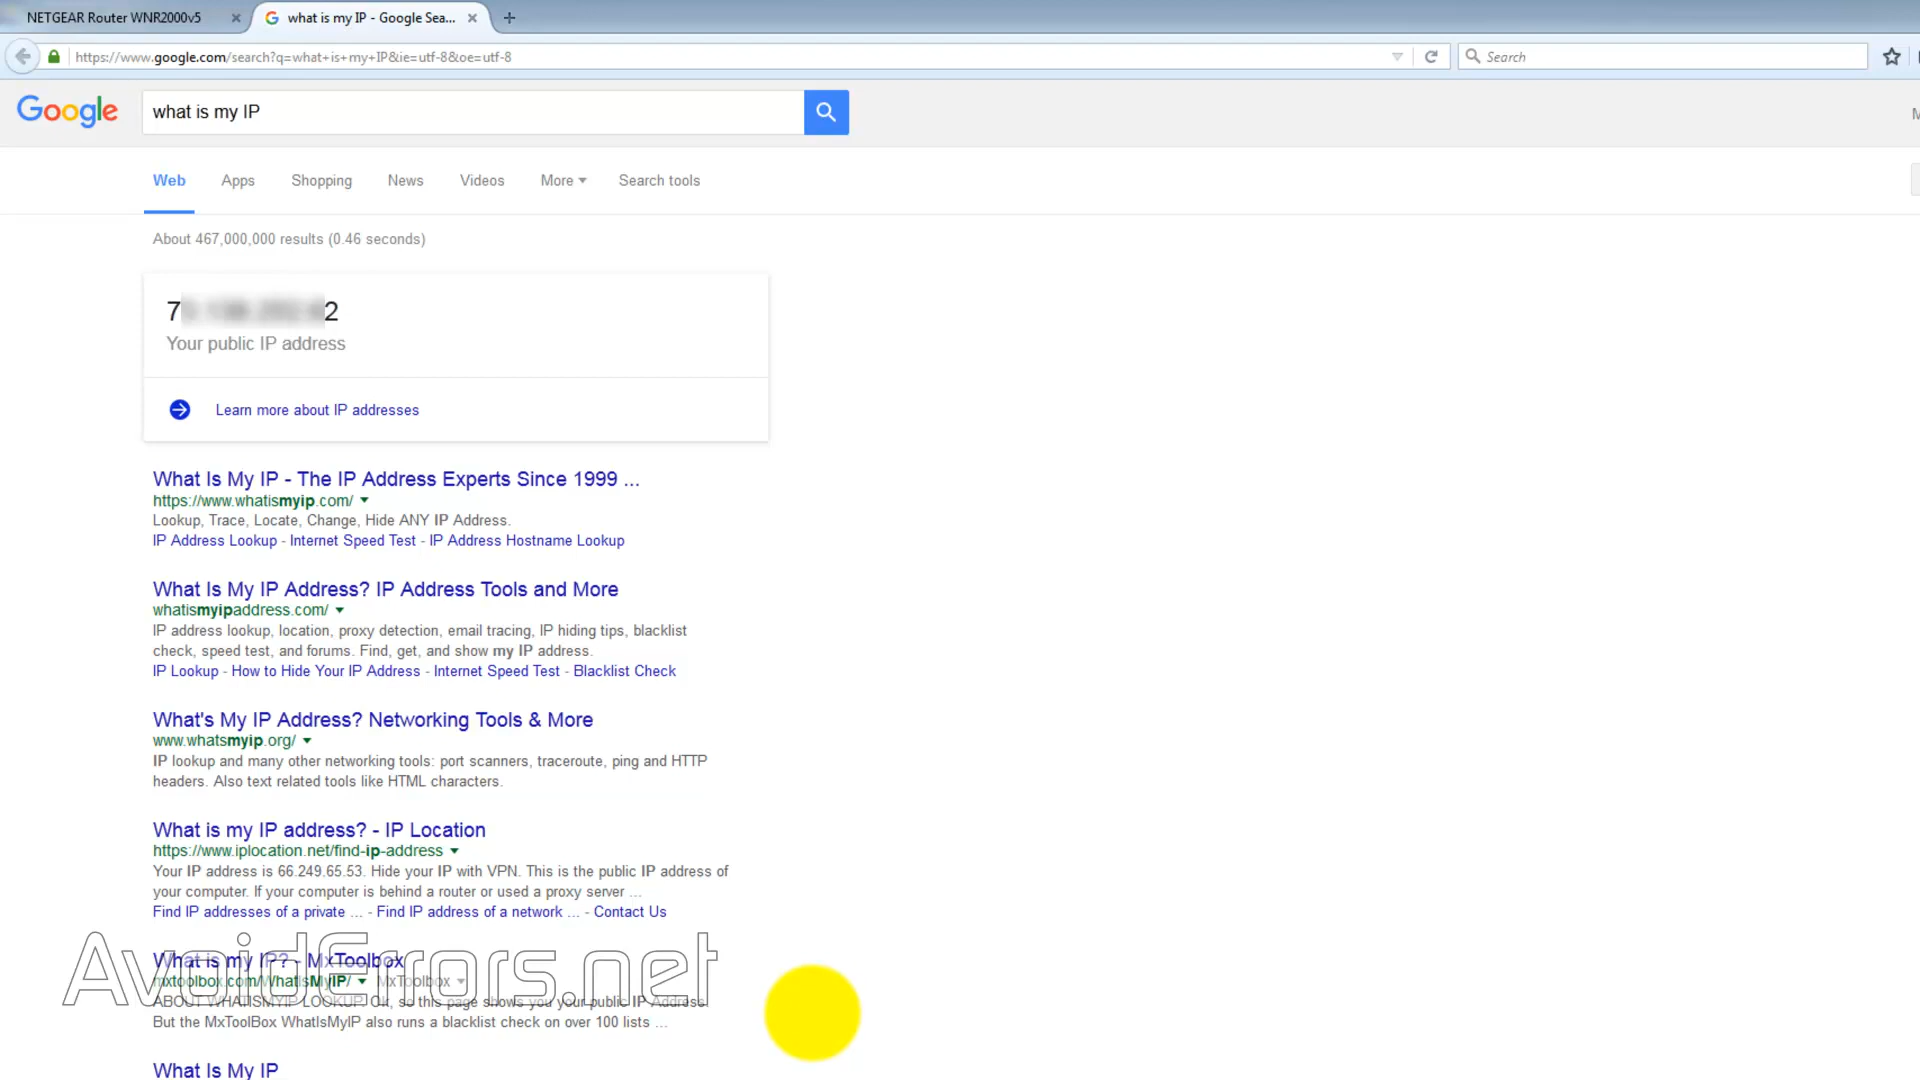 NETGEAR Router WNR2000v5
what is my IP - Google Sea...
https://www.google.com/search?q=what+is+my+IP&ie=utf-8&oe=utf-8
Search
Google
what is my IP
Web Apps Shopping News Videos More Search tools
About 467,000,000 results (0.46 seconds)
7 2
Your public IP address
Learn more about IP addresses
What Is My IP - The IP Address Experts Since 1999 ...
https://www.whatismyip.com/
Lookup, Trace, Locate, Change, Hide ANY IP Address.
IP Address Lookup - Internet Speed Test - IP Address Hostname Lookup
What Is My IP Address? IP Address Tools and More
whatismyipaddress.com/
IP address lookup, location, proxy detection, email tracing, IP hiding tips, blacklist
check, speed test, and forums. Find, get, and show my IP address.
IP Lookup - How to Hide Your IP Address - Internet Speed Test - Blacklist Check
What's My IP Address? Networking Tools & More
www.whatsmyip.org/
IP lookup and many other networking tools: port scanners, traceroute, ping and HTTP
headers. Also text related tools like HTML characters.
What is my IP address? - IP Location
https://www.iplocation.net/find-ip-address
Your IP address is 66.249.65.53. Hide your IP with VPN. This is the public IP address of
your computer. If your computer is behind a router or used a proxy server ...
Find IP addresses of a private ... - Find IP address of a network ... - Contact Us
What is my IP? - MxToolbox
mxtoolbox.com/WhatIsMyIP/ MxToolbox
ABOUT WHATISMYIP LOOKUP. Ok, so this page shows you your public IP Address.
But the MxToolBox WhatIsMyIP also runs a blacklist check on over 100 lists ...
AvoidErrors.net
What Is My IP